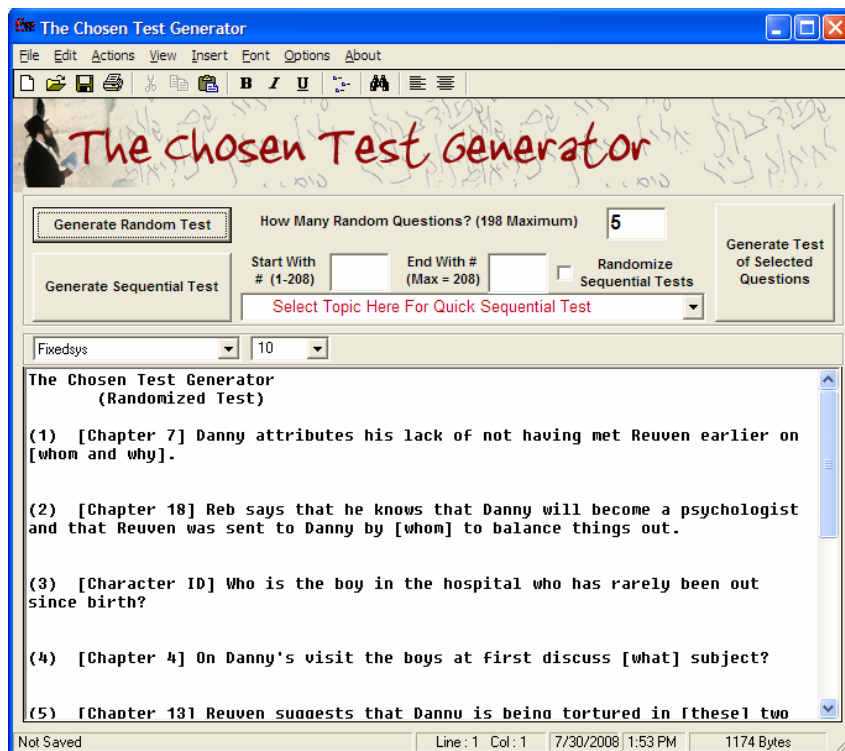 The Chosen Test Generator
File Edit Actions View Insert Font Options About
B I U
The Chosen Test Generator
Generate Random Test
How Many Random Questions? (198 Maximum)
5
Generate Test
of Selected
Questions
Generate Sequential Test
Start With
# (1-208)
End With #
(Max = 208)
Randomize
Sequential Tests
Select Topic Here For Quick Sequential Test
Fixedsys
10
The Chosen Test Generator
(Randomized Test)
(1) [Chapter 7] Danny attributes his lack of not having met Reuven earlier on
[whom and why].
(2) [Chapter 18] Reb says that he knows that Danny will become a psychologist
and that Reuven was sent to Danny by [whom] to balance things out.
(3) [Character ID] Who is the boy in the hospital who has rarely been out
since birth?
(4) [Chapter 4] On Danny's visit the boys at first discuss [what] subject?
(5) [Chapter 13] Reuven suggests that Danny is being tortured in [these] two
Not Saved
Line : 1 Col : 1
7/30/2008
1:53 PM
1174 Bytes